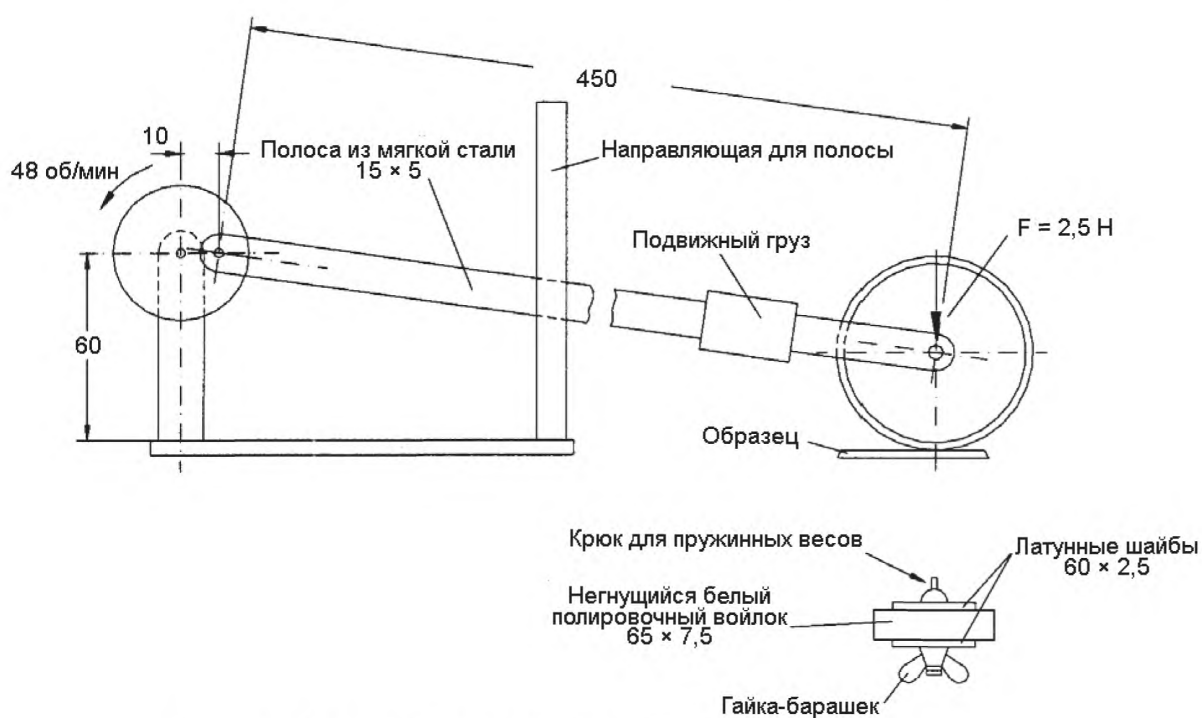 450
10
48 об/мин
Полоса из мягкой стали
15 × 5
Направляющая для полосы
Подвижный груз
F = 2,5 Н
60
Образец
Крюк для пружинных весов
Латунные шайбы
60 × 2,5
Негнущийся белый
полировочный войлок
65 × 7,5
Гайка-барашек